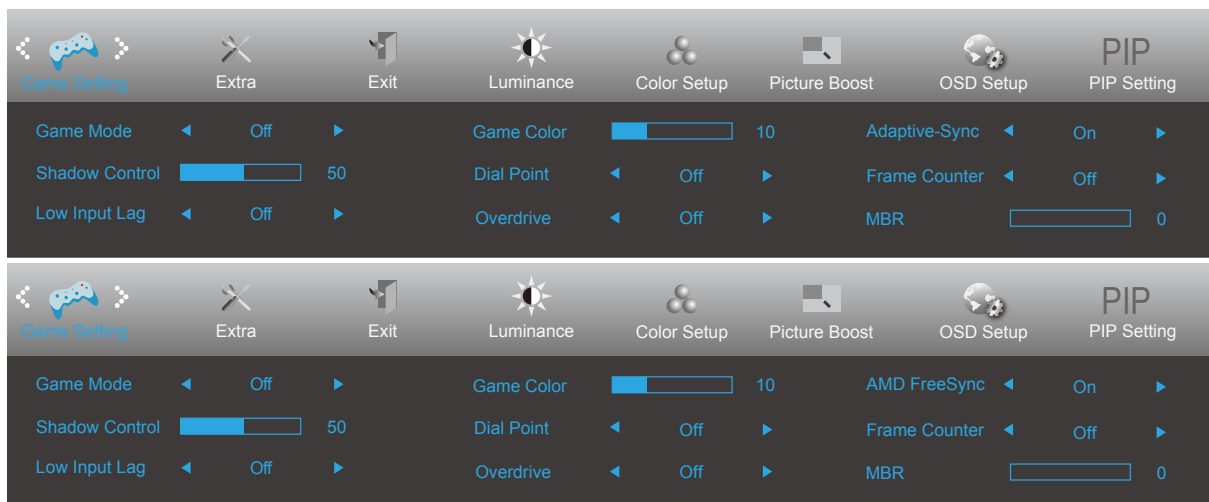 PIP
Game Setting Extra Exit Luminance Color Setup Picture Boost OSD Setup PIP Setting
Game Mode Off Game Color 10 Adaptive-Sync On
Shadow Control 50 Dial Point Off Frame Counter Off
Low Input Lag Off Overdrive Off MBR 0
PIP
Game Setting Extra Exit Luminance Color Setup Picture Boost OSD Setup PIP Setting
Game Mode Off Game Color 10 AMD FreeSync On
Shadow Control 50 Dial Point Off Frame Counter Off
Low Input Lag Off Overdrive Off MBR 0